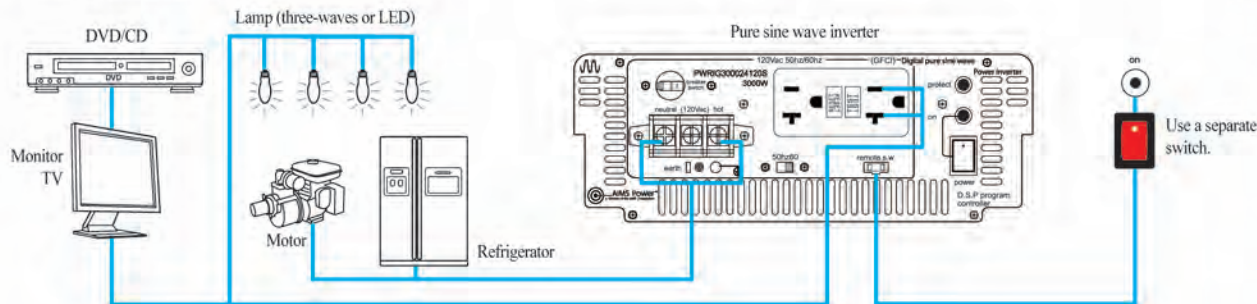 Lamp (three-waves or LED)
DVD/CD
DVD
Monitor
TV
Motor
Refrigerator
Pure sine wave inverter
120Vac 50hz/60hz
(GFCI)
Digital pure sine wave
PWRIG300024120S
3000W
Power inverter
protect
on
neutral (120Vac) hot
earth
50hz60
remote s.w
power
AIMS Power
D.S.P program
controller
on
Use a separate
switch.